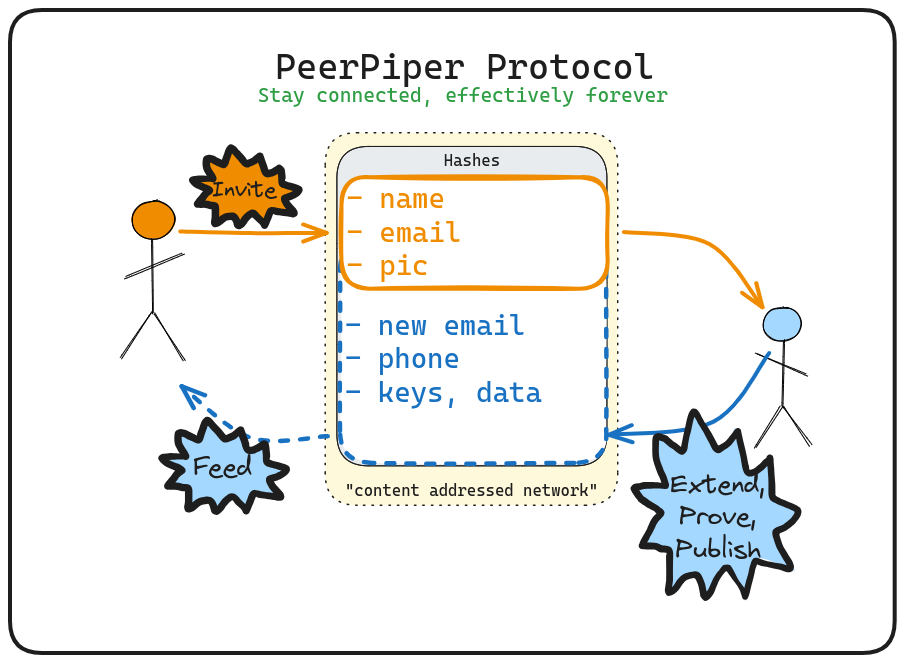 PeerPiper Protocol
Stay connected, effectively forever
Hashes
Invite
- name
- email
- pic
- new email
- phone
- keys, data
Feed
"content addressed network"
Extend,
Prove,
Publish